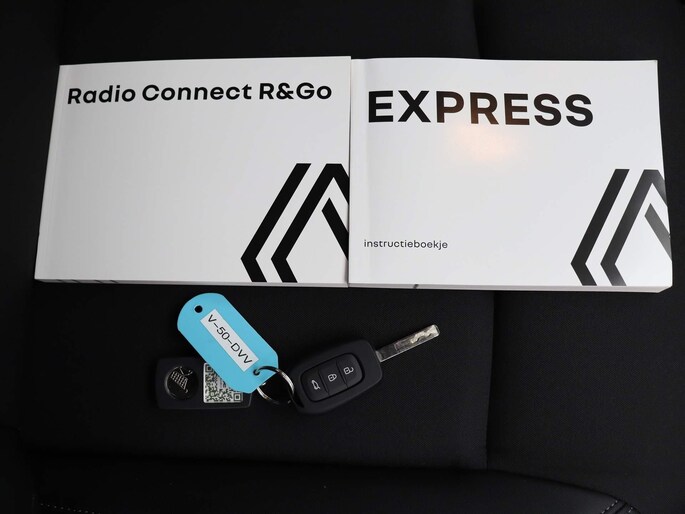 Radio Connect R&Go
EXPRESS
instructieboekje
V-50-DVV